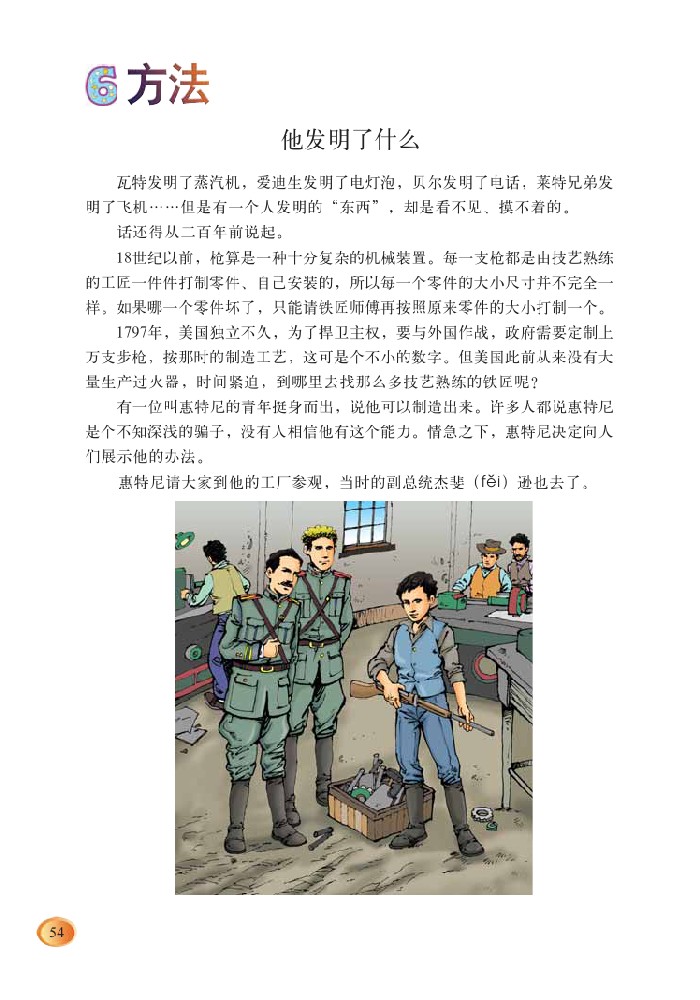 6 方法
他发明了什么
瓦特发明了蒸汽机，爱迪生发明了电灯泡，贝尔发明了电话，莱特兄弟发
明了飞机……但是有一个人发明的“东西”，却是看不见、摸不着的。
话还得从二百年前说起。
18世纪以前，枪算是一种十分复杂的机械装置。每一支枪都是由技艺熟练
的工匠一件件打制零件、自己安装的，所以每一个零件的大小尺寸并不完全一
样。如果哪一个零件坏了，只能请铁匠师傅再按照原来零件的大小打制一个。
1797年，美国独立不久，为了捍卫主权，要与外国作战，政府需要定制上
万支步枪，按那时的制造工艺，这可是个不小的数字。但美国此前从来没有大
量生产过火器，时间紧迫，到哪里去找那么多技艺熟练的铁匠呢？
有一位叫惠特尼的青年挺身而出，说他可以制造出来。许多人都说惠特尼
是个不知深浅的骗子，没有人相信他有这个能力。情急之下，惠特尼决定向人
们展示他的办法。
惠特尼请大家到他的工厂参观，当时的副总统杰斐（fěi）逊也去了。
54